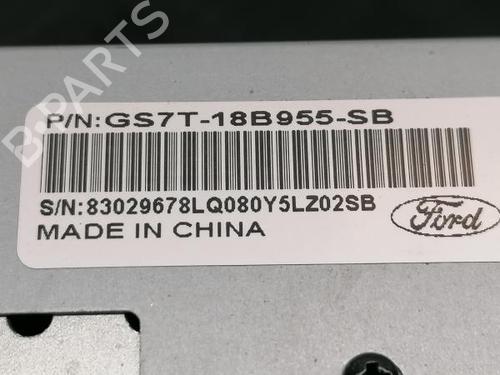 P/N:GS7T-18B955-SB
S/N:83029678LQ080Y5LZ02SB
Ford
MADE IN CHINA
B-PARTS